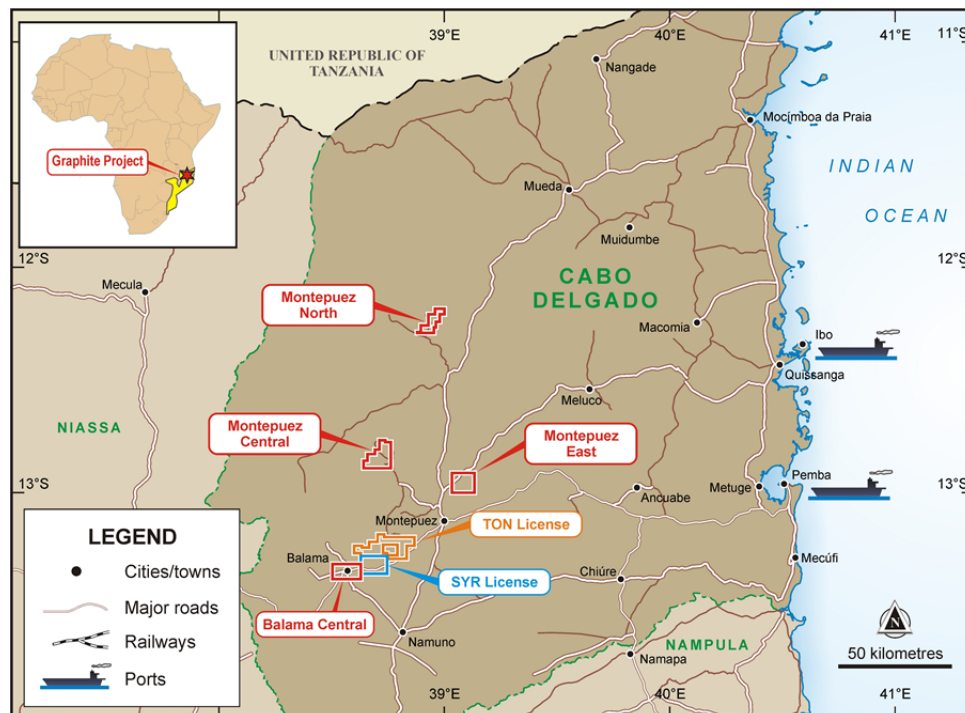 39°E
40°E
41°E
11°S
UNITED REPUBLIC OF
TANZANIA
Nangade
Graphite Project
Mocímboa da Praia
INDIAN
OCEAN
Mueda
Muidumbe
12°S
12°S
CABO
DELGADO
Mecula
Montepuez
North
Macomia
Ibo
Quissanga
Meluco
NIASSA
Montepuez
Central
Montepuez
East
13°S
13°S
Pemba
Metuge
Ancuabe
Montepuez
TON License
LEGEND
Cities/towns
Major roads
Railways
Ports
Balama
SYR License
Chiúre
Mecúfi
Balama Central
Namuno
NAMPULA
Namapa
N
50 kilometres
39°E
40°E
41°E